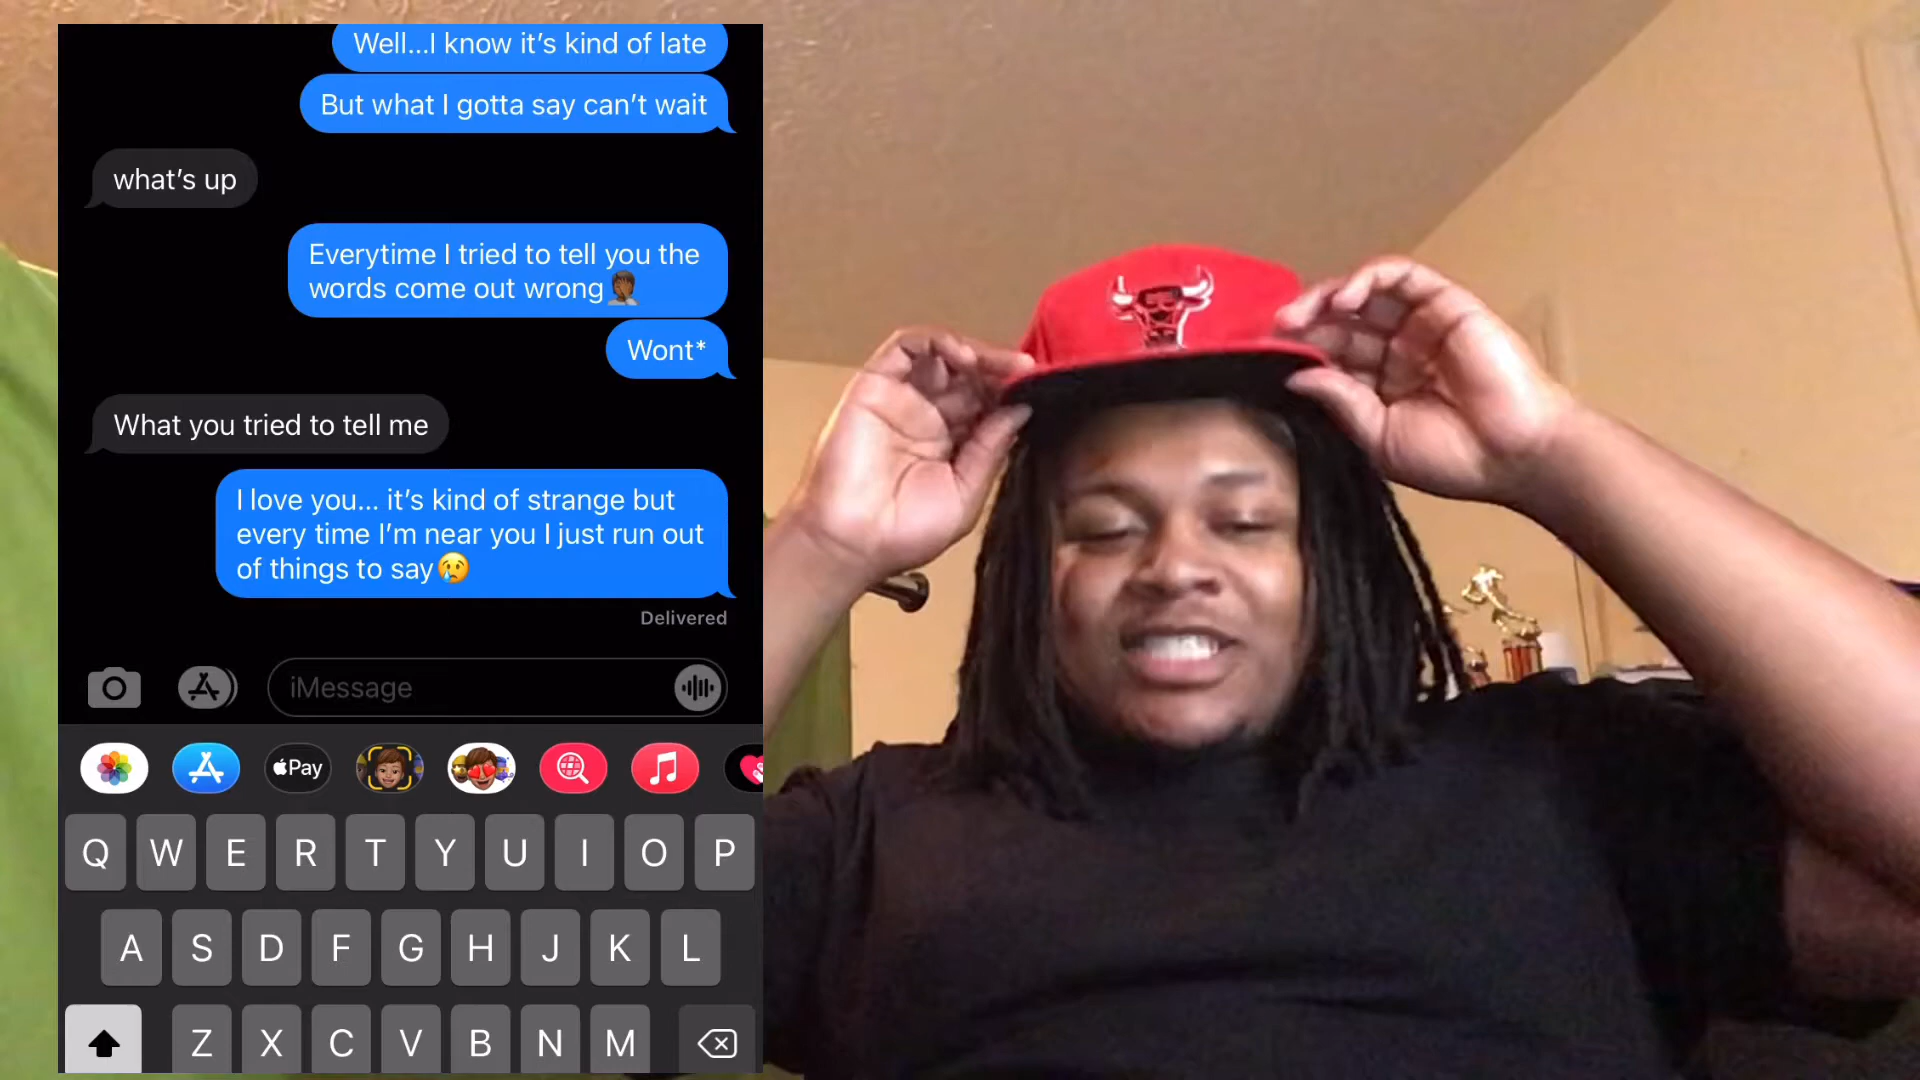 Well...I know it’s kind of late
But what I gotta say can’t wait
what’s up
Everytime I tried to tell you the
words come out wrong🤦🏾‍♂️
Wont*
What you tried to tell me
I love you... it’s kind of strange but
every time I’m near you I just run out
of things to say😢
Delivered
iMessage
Pay
Q W E R T Y U I O P
A S D F G H J K L
Z X C V B N M